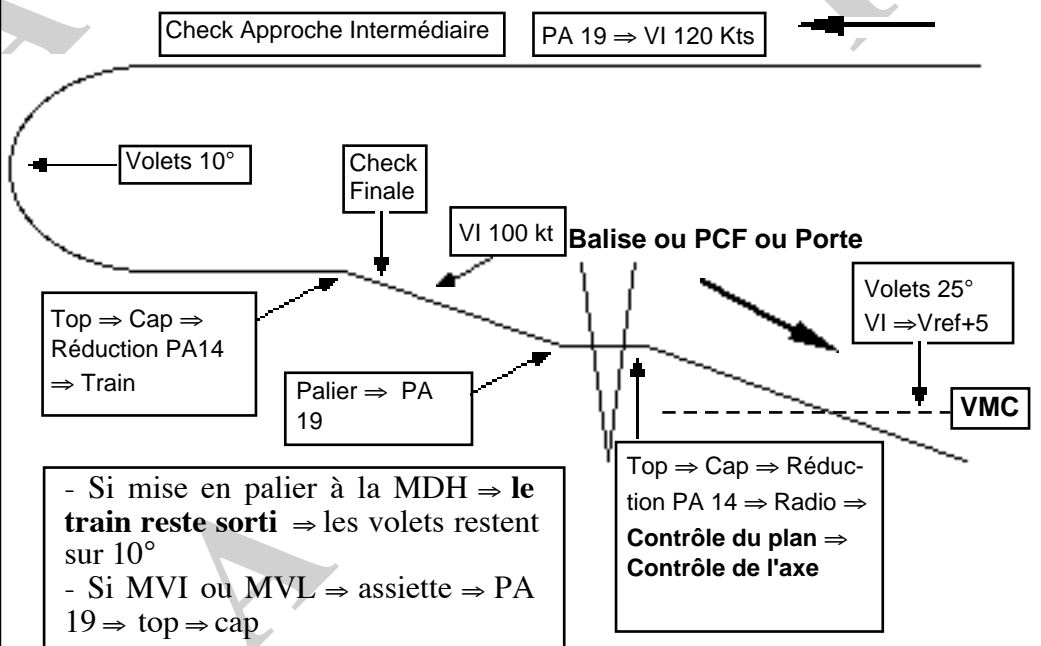 Check Approche Intermédiaire
PA 19 ⇒ VI 120 Kts
Volets 10°
Check
Finale
VI 100 kt
Balise ou PCF ou Porte
Volets 25°
VI ⇒Vref+5
Top ⇒ Cap ⇒
Réduction PA14
⇒ Train
Palier ⇒ PA
19
VMC
Top ⇒ Cap ⇒ Réduc-
tion PA 14 ⇒ Radio ⇒
Contrôle du plan ⇒
Contrôle de l'axe
- Si mise en palier à la MDH ⇒ le
train reste sorti ⇒ les volets restent
sur 10°
- Si MVI ou MVL ⇒ assiette ⇒ PA
19 ⇒ top ⇒ cap